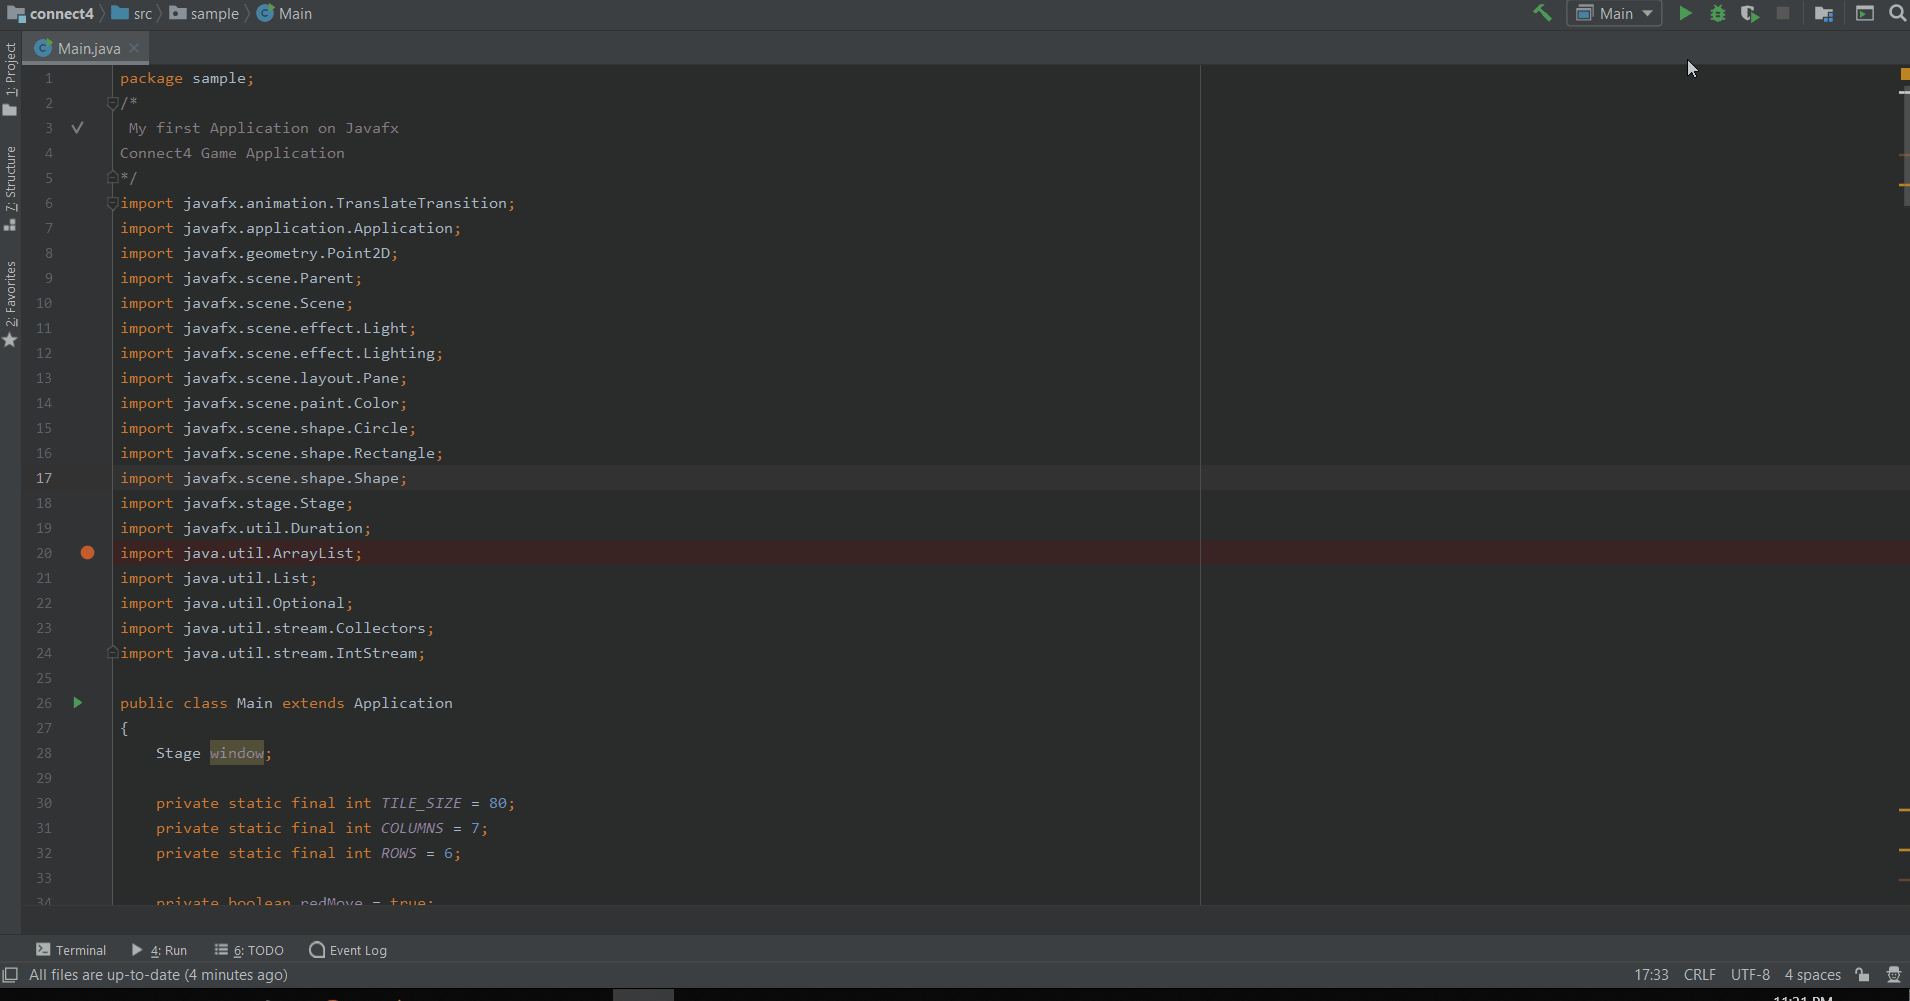 connect4 src sample Main Main
Main.java
1: Project
7: Structure
2: Favorites
1 package sample;
2 /*
3 My first Application on Javafx
4 Connect4 Game Application
5 */
6 import javafx.animation.TranslateTransition;
7 import javafx.application.Application;
8 import javafx.geometry.Point2D;
9 import javafx.scene.Parent;
10 import javafx.scene.Scene;
11 import javafx.scene.effect.Light;
12 import javafx.scene.effect.Lighting;
13 import javafx.scene.layout.Pane;
14 import javafx.scene.paint.Color;
15 import javafx.scene.shape.Circle;
16 import javafx.scene.shape.Rectangle;
17 import javafx.scene.shape.Shape;
18 import javafx.stage.Stage;
19 import javafx.util.Duration;
20 import java.util.ArrayList;
21 import java.util.List;
22 import java.util.Optional;
23 import java.util.stream.Collectors;
24 import java.util.stream.IntStream;
25
26 public class Main extends Application
27 {
28 Stage window;
29
30 private static final int TILE_SIZE = 80;
31 private static final int COLUMNS = 7;
32 private static final int ROWS = 6;
33
34 private boolean redMove = true;
Terminal 4: Run 6: TODO Event Log
All files are up-to-date (4 minutes ago) 17:33 CRLF UTF-8 4 spaces
11:21 PM